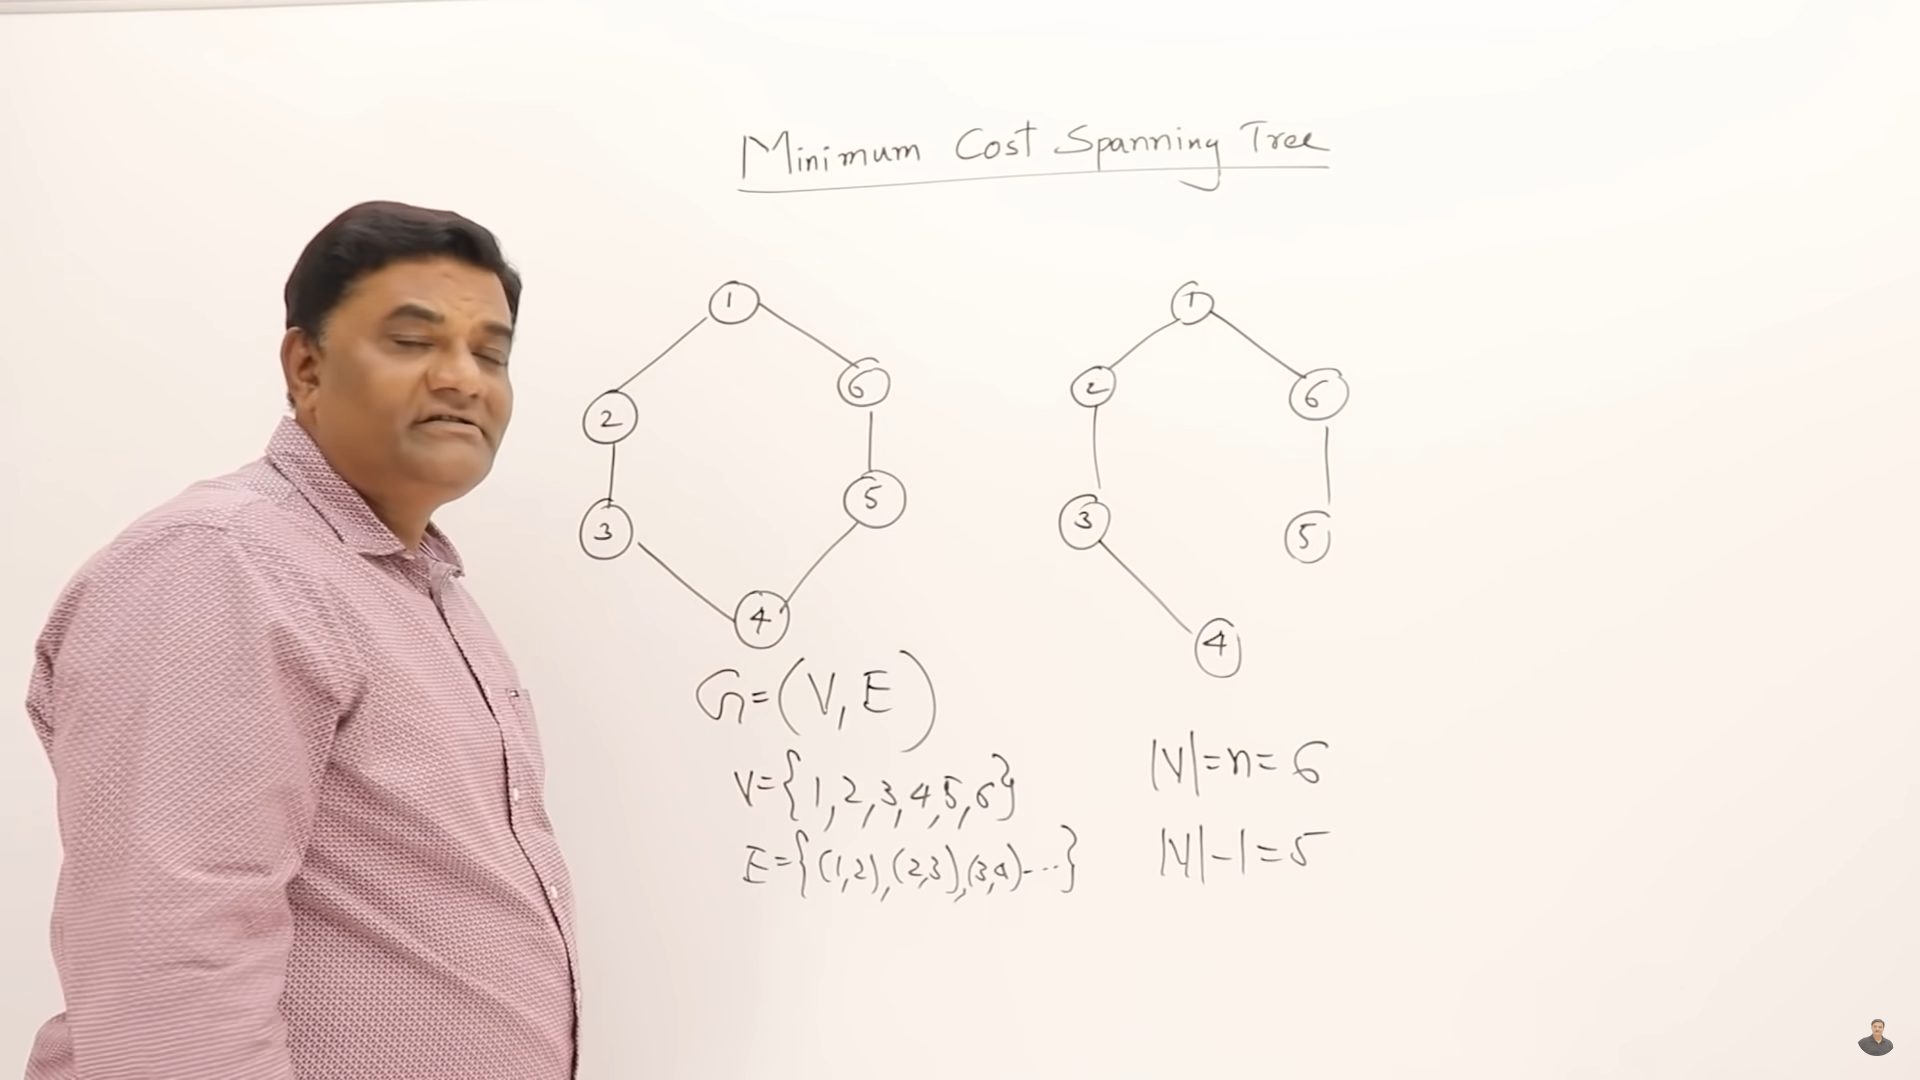 Minimum Cost Spanning Tree
1
2
6
3
5
4
1
2
6
3
5
4
G=(V,E)
V={1,2,3,4,5,6}
E={(1,2),(2,3),(3,4)-...}
|V|=n=6
|V|-1=5